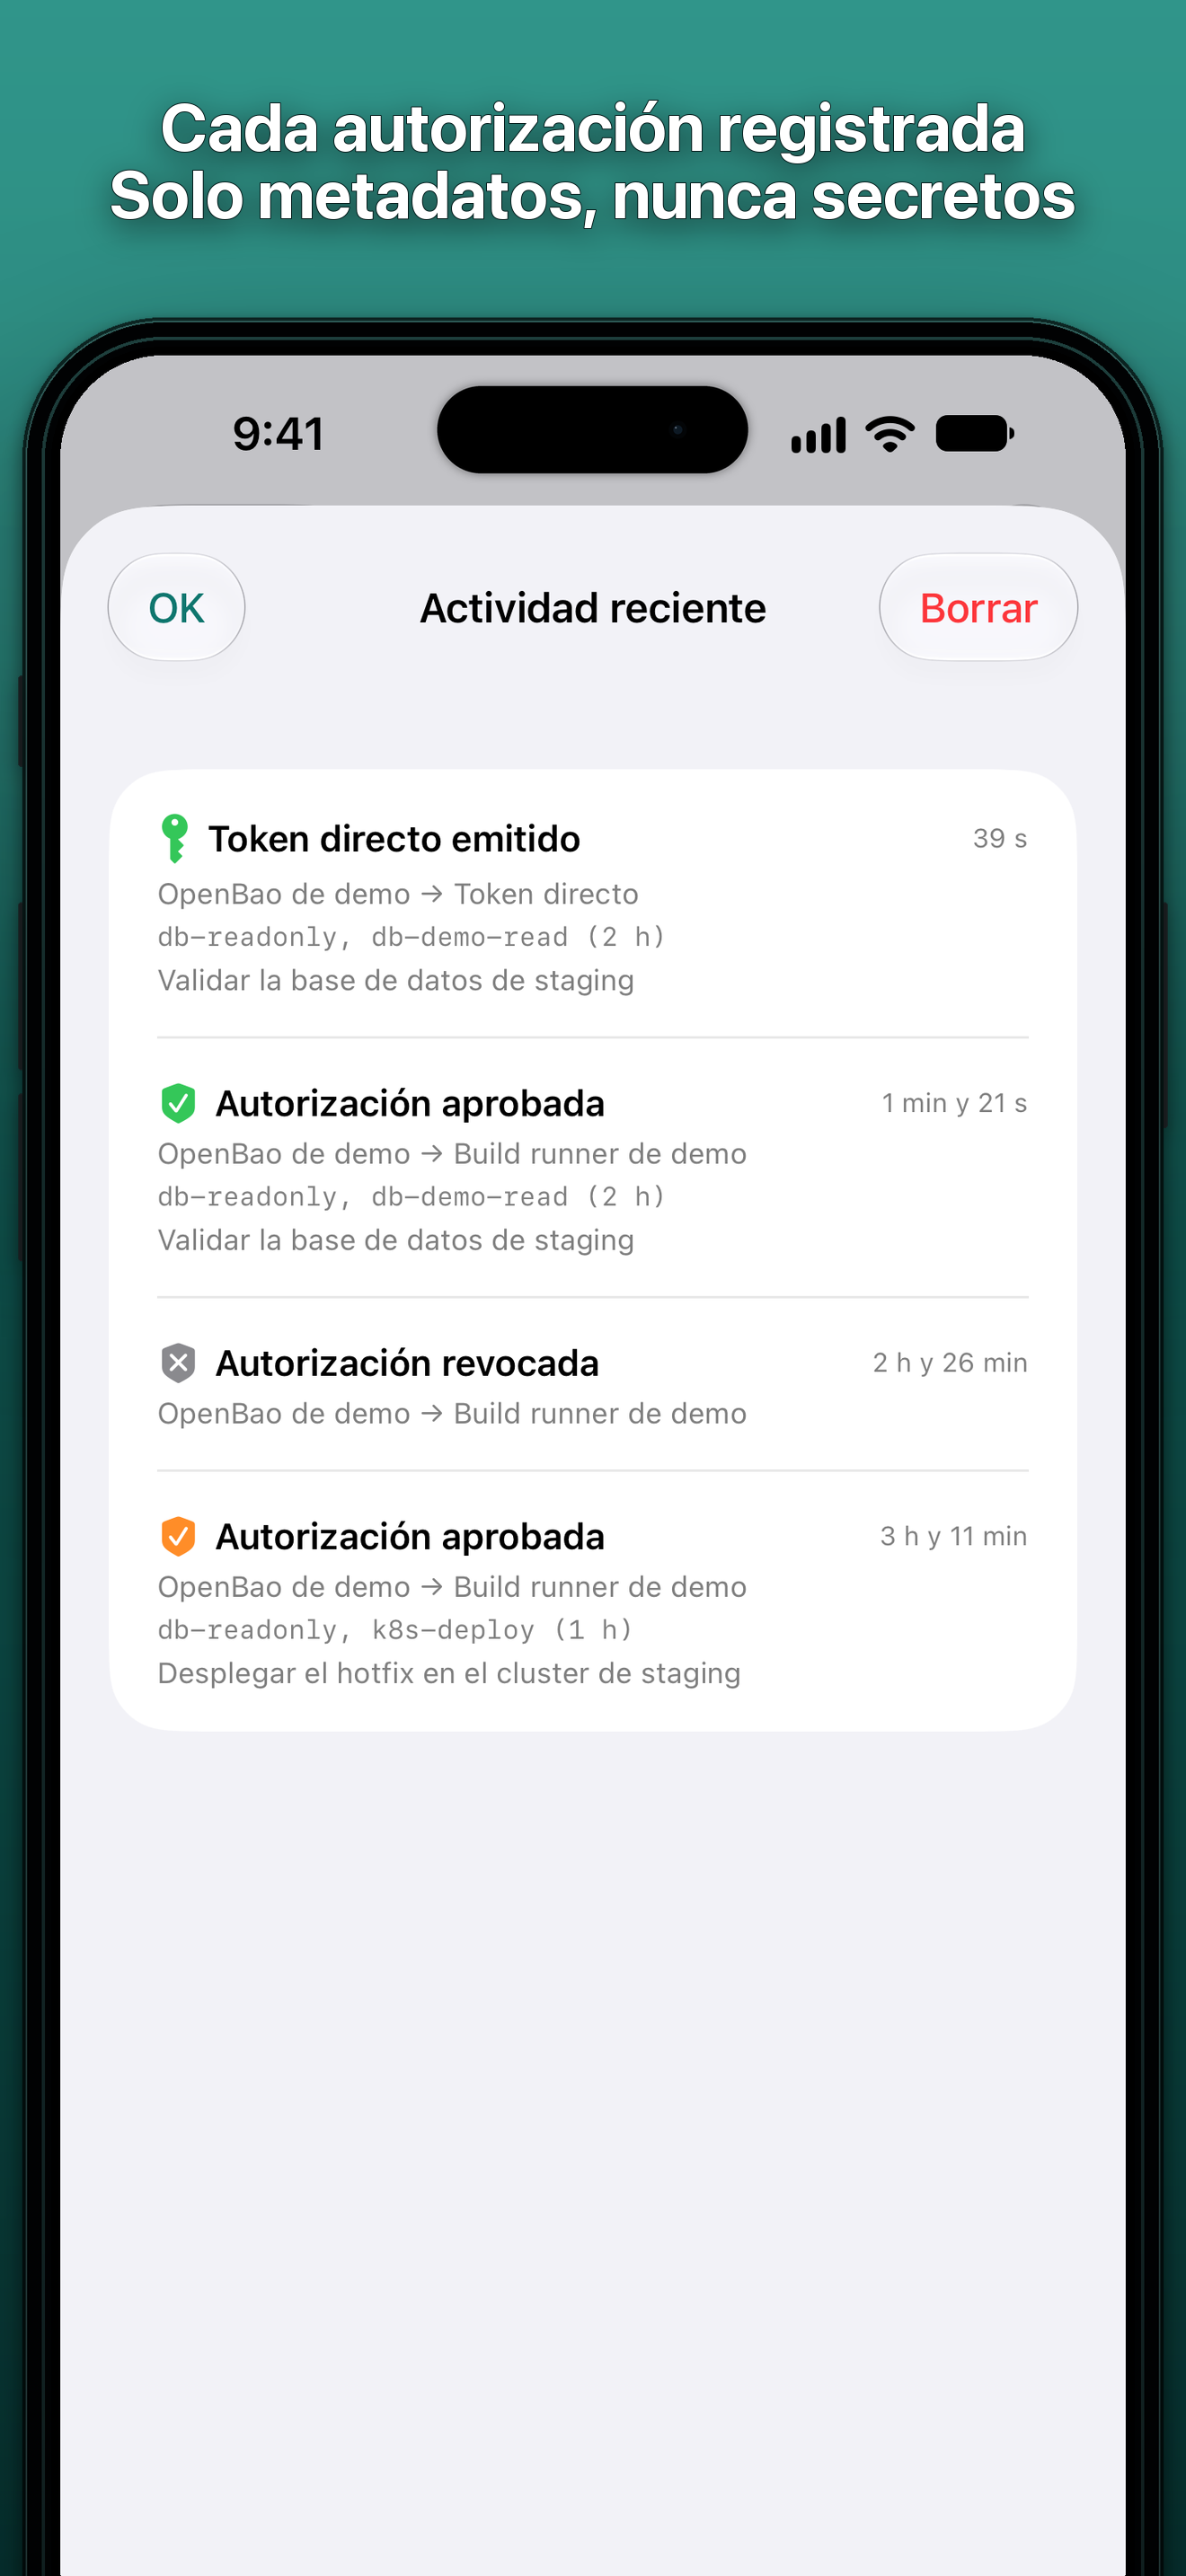 Cada autorización registrada
Solo metadatos, nunca secretos
9:41
OK
Actividad reciente
Borrar
Token directo emitido
39 s
OpenBao de demo → Token directo
db-readonly, db-demo-read (2 h)
Validar la base de datos de staging
Autorización aprobada
1 min y 21 s
OpenBao de demo → Build runner de demo
db-readonly, db-demo-read (2 h)
Validar la base de datos de staging
Autorización revocada
2 h y 26 min
OpenBao de demo → Build runner de demo
Autorización aprobada
3 h y 11 min
OpenBao de demo → Build runner de demo
db-readonly, k8s-deploy (1 h)
Desplegar el hotfix en el cluster de staging